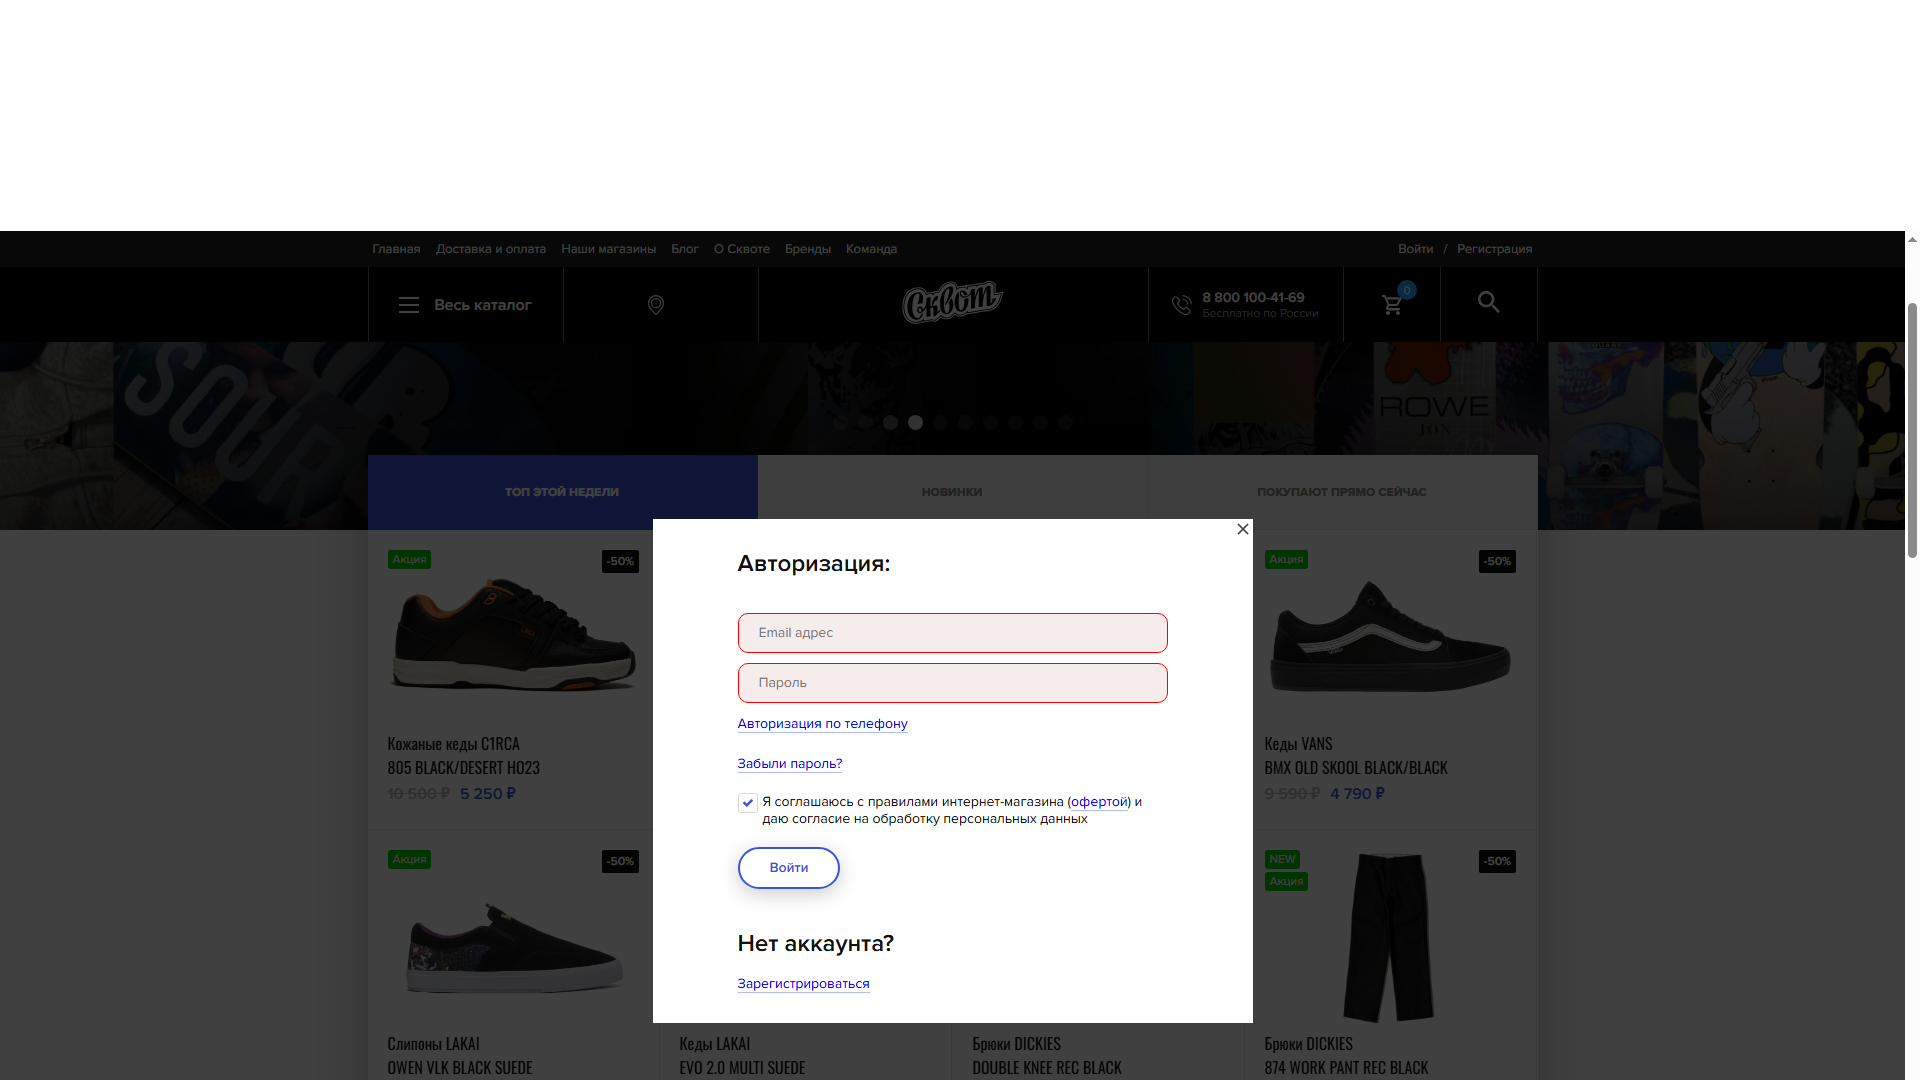 Главная Доставка и оплата Наши магазины Блог О Сквоте Бренды Команда Войти / Регистрация
Весь каталог
Сквот
8 800 100-41-69
Бесплатно по России
0
SOUR
ROWE
ТОП ЭТОЙ НЕДЕЛИ НОВИНКИ ПОКУПАЮТ ПРЯМО СЕЙЧАС
Акция -50%
Кожаные кеды C1RCA
805 BLACK/DESERT HO23
10 500 ₽ 5 250 ₽
Авторизация:
Email адрес
Пароль
Авторизация по телефону
Забыли пароль?
Я соглашаюсь с правилами интернет-магазина (офертой) и
даю согласие на обработку персональных данных
Войти
Нет аккаунта?
Зарегистрироваться
Акция -50%
Кеды VANS
BMX OLD SKOOL BLACK/BLACK
9 590 ₽ 4 790 ₽
Акция -50%
Слипоны LAKAI
OWEN VLK BLACK SUEDE
Кеды LAKAI
EVO 2.0 MULTI SUEDE
Брюки DICKIES
DOUBLE KNEE REC BLACK
NEW -50%
Акция
Брюки DICKIES
874 WORK PANT REC BLACK